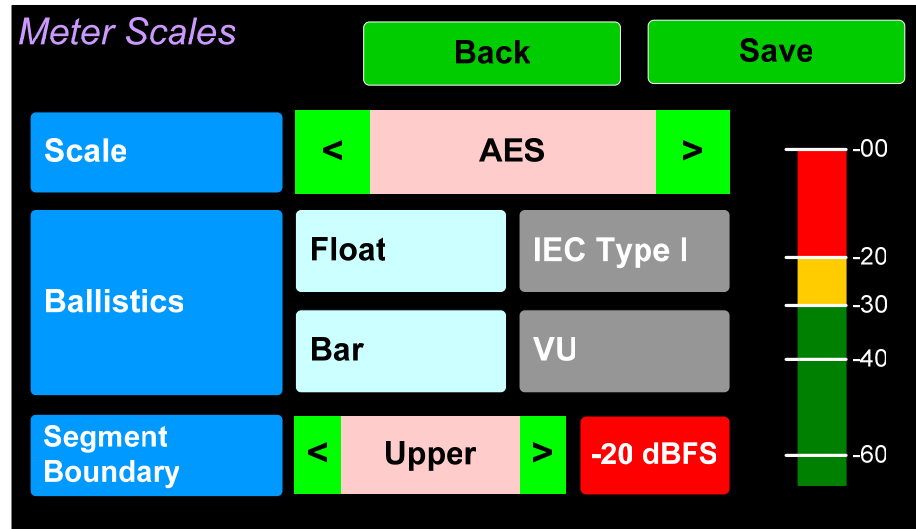 Meter Scales
Back
Save
Scale
< AES >
Ballistics
Float
IEC Type I
Bar
VU
Segment
Boundary
< Upper >
-20 dBFS
-00
-20
-30
-40
-60